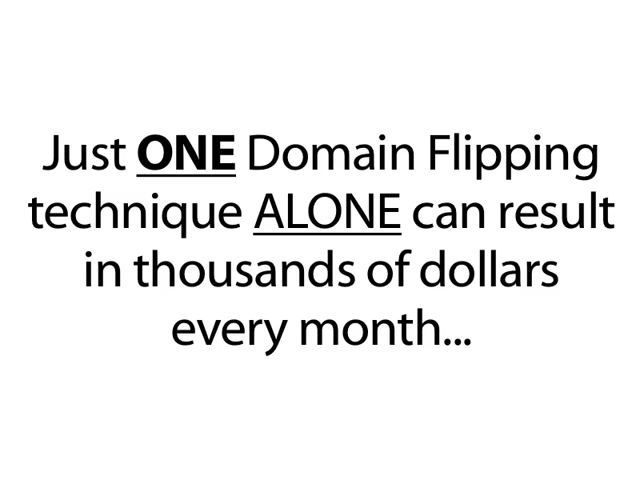 Just ONE Domain Flipping
technique ALONE can result
in thousands of dollars
every month...